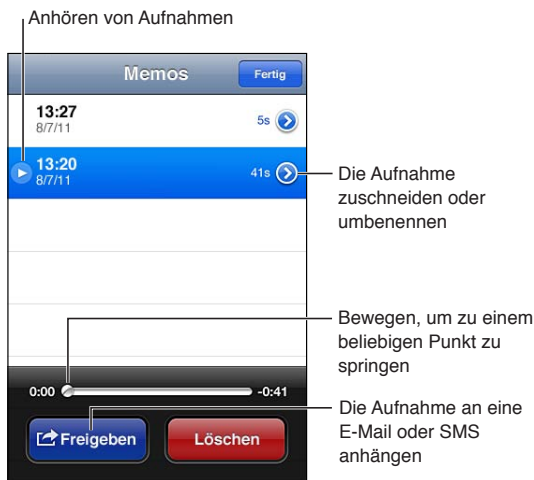 Anhören von Aufnahmen
Memos
Fertig
13:27
8/7/11
5s
13:20
8/7/11
41s
Die Aufnahme
zuschneiden oder
umbenennen
Bewegen, um zu einem
beliebigen Punkt zu
springen
0:00
-0:41
Die Aufnahme an eine
E-Mail oder SMS
anhängen
Freigeben
Löschen